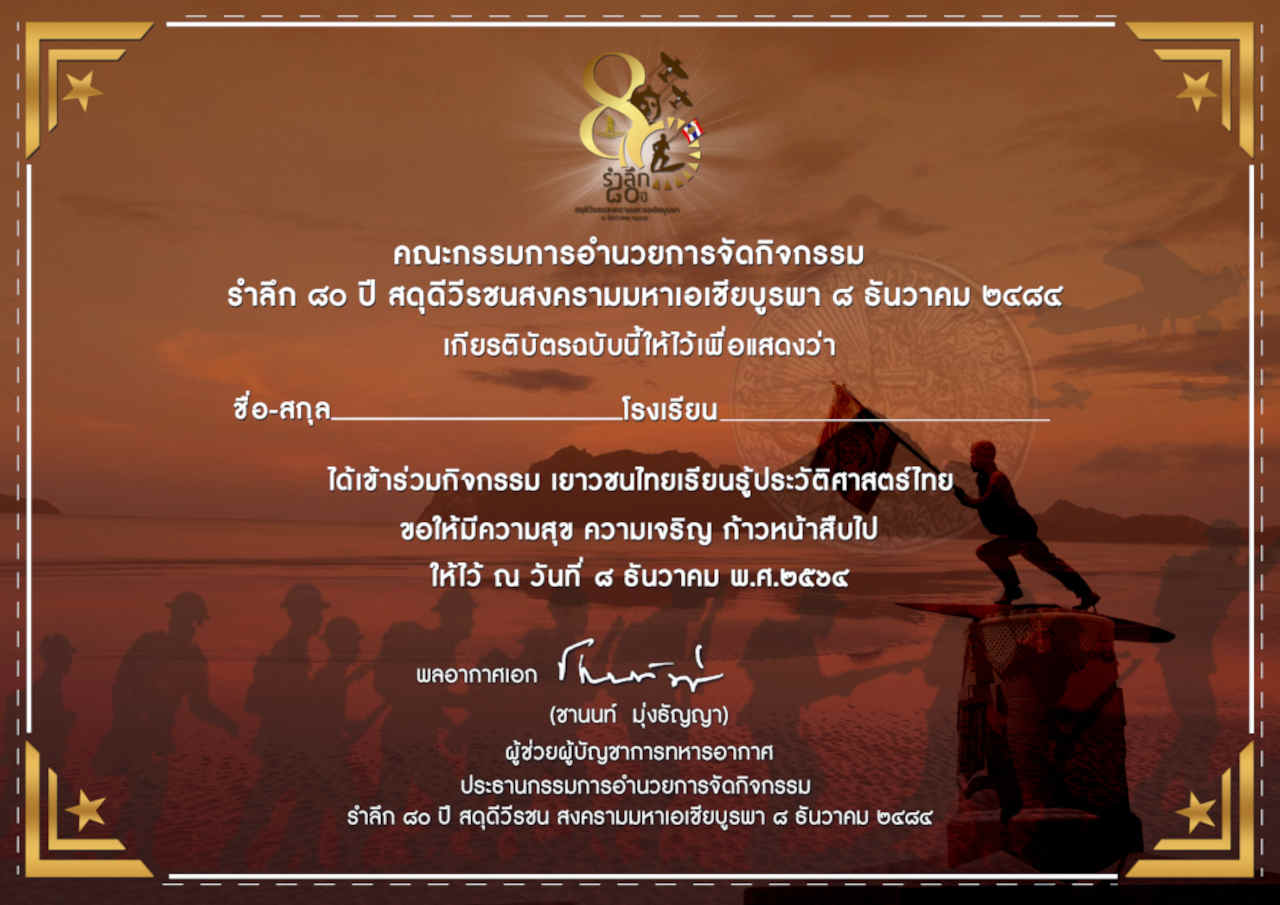 ๘๐
รำลึก
๘๐ ปี
คณะกรรมการอำนวยการจัดกิจกรรม
รำลึก ๘๐ ปี สดุดีวีรชนสงครามมหาเอเชียบูรพา ๘ ธันวาคม ๒๔๘๔
เกียรติบัตรฉบับนี้ให้ไว้เพื่อแสดงว่า
ชื่อ-สกุล โรงเรียน
ได้เข้าร่วมกิจกรรม เยาวชนไทยเรียนรู้ประวัติศาสตร์ไทย
ขอให้มีความสุข ความเจริญ ก้าวหน้าสืบไป
ให้ไว้ ณ วันที่ ๘ ธันวาคม พ.ศ.๒๕๖๔
พลอากาศเอก
(ชานนท์ มุ่งธัญญา)
ผู้ช่วยผู้บัญชาการทหารอากาศ
ประธานกรรมการอำนวยการจัดกิจกรรม
รำลึก ๘๐ ปี สดุดีวีรชน สงครามมหาเอเชียบูรพา ๘ ธันวาคม ๒๔๘๔